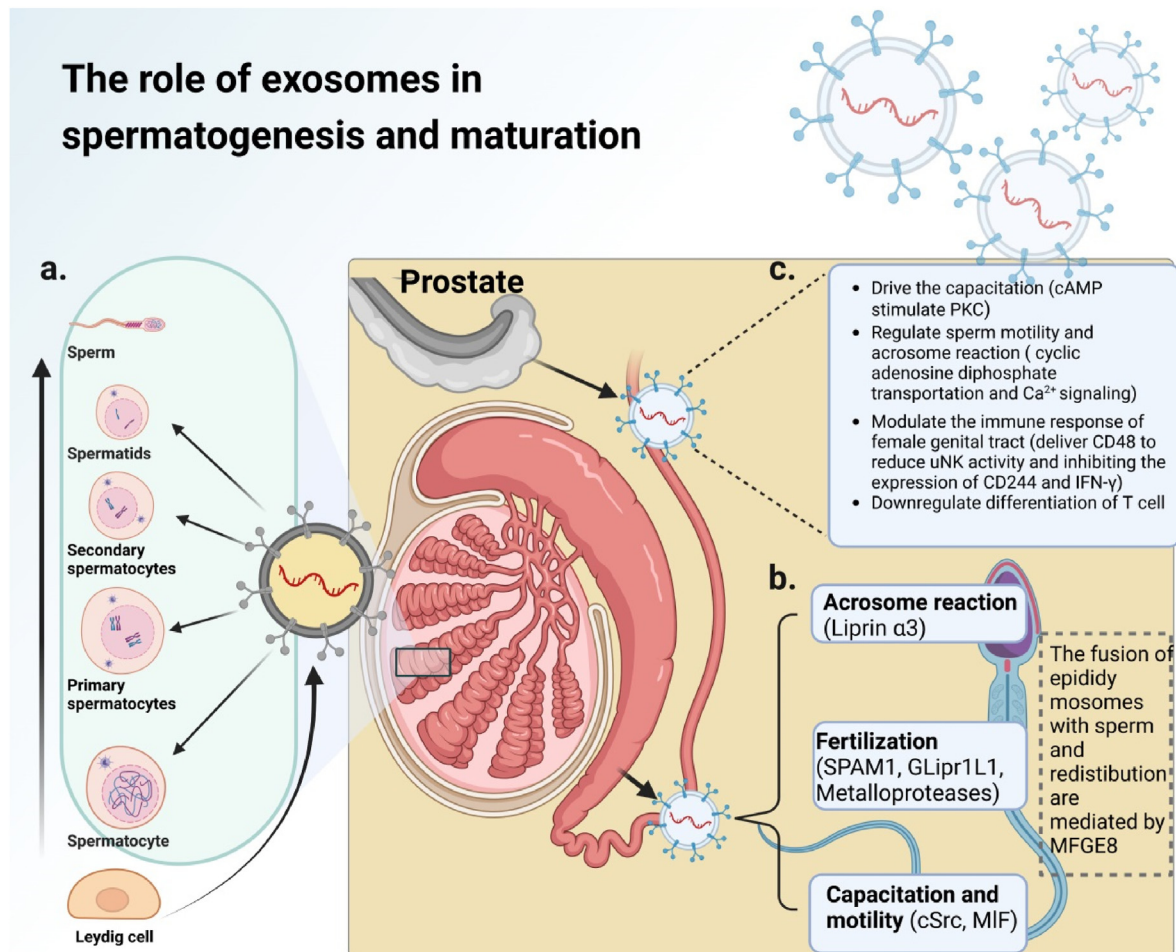 The role of exosomes in
spermatogenesis and maturation
a.
Sperm
Spermatids
Secondary
spermatocytes
Primary
spermatocytes
Spermatocyte
Leydig cell
Prostate
c.
• Drive the capacitation (cAMP
stimulate PKC)
• Regulate sperm motility and
acrosome reaction ( cyclic
adenosine diphosphate
transportation and Ca²⁺ signaling)
• Modulate the immune response of
female genital tract (deliver CD48 to
reduce uNK activity and inhibiting the
expression of CD244 and IFN-γ)
• Downregulate differentiation of T cell
b.
Acrosome reaction
(Liprin α3)
Fertilization
(SPAM1, GLipr1L1,
Metalloproteases)
Capacitation and
motility (cSrc, MIF)
The fusion of
epididy
mosomes
with sperm
and
redistibution
are
mediated by
MFGE8